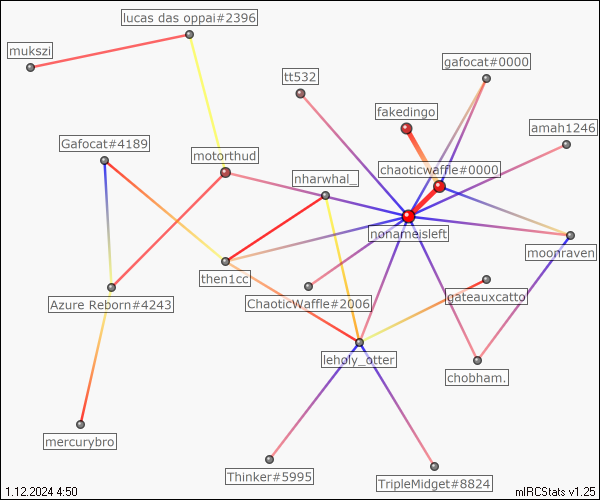 lucas das oppai#2396
mukszi
gafocat#0000
tt532
fakedingo
amah1246
Gafocat#4189
motorthud
chaoticwaffle#0000
nharwhal_
nonameisleft
moonraven
then1cc
Azure Reborn#4243
ChaoticWaffle#2006
gateauxcatto
leholy_otter
chobham.
mercurybro
Thinker#5995
TripleMidget#8824
1.12.2024 4:50
mIRCStats v1.25